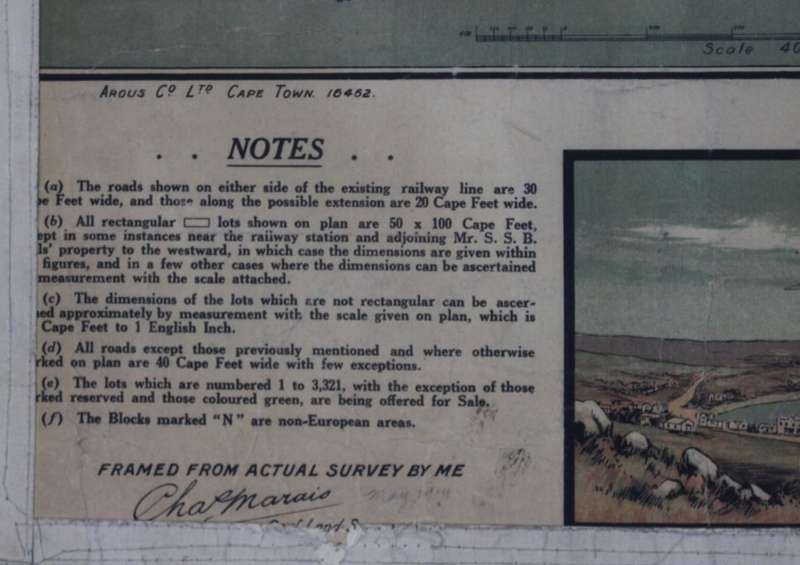 Scale 40
ARGUS Co LTD CAPE TOWN. 16462.
. . NOTES . .
(a) The roads shown on either side of the existing railway line are 30
Feet wide, and those along the possible extension are 20 Cape Feet wide.
(b) All rectangular lots shown on plan are 50 x 100 Cape Feet,
ept in some instances near the railway station and adjoining Mr. S. S. B.
ls' property to the westward, in which case the dimensions are given within
figures, and in a few other cases where the dimensions can be ascertained
measurement with the scale attached.
(c) The dimensions of the lots which are not rectangular can be ascer-
ed approximately by measurement with the scale given on plan, which is
Cape Feet to 1 English Inch.
(d) All roads except those previously mentioned and where otherwise
rked on plan are 40 Cape Feet wide with few exceptions.
(e) The lots which are numbered 1 to 3,321, with the exception of those
rked reserved and those coloured green, are being offered for Sale.
(f) The Blocks marked "N" are non-European areas.
FRAMED FROM ACTUAL SURVEY BY ME
Chas Marais